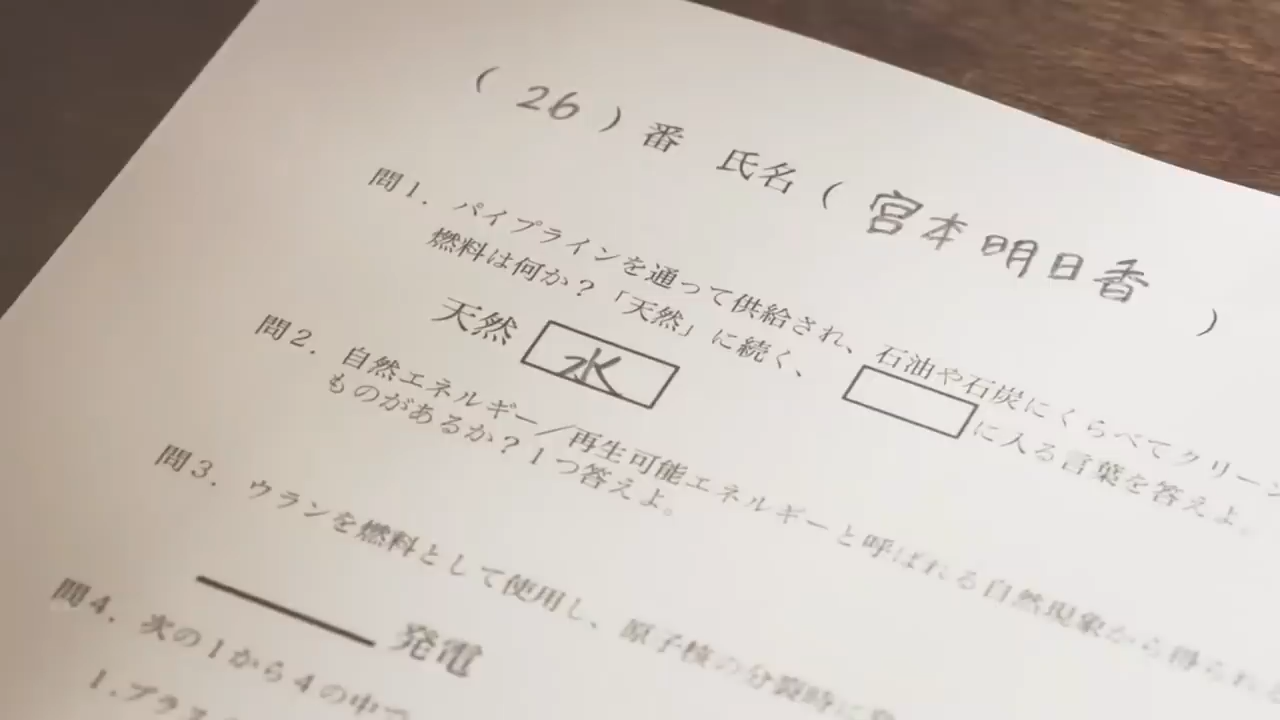 （ 26 ）番 氏名（ 宮本明日香 ）
問１．パイプラインを通って供給され、石油や石炭にくらべてクリーン
燃料は何か？「天然」に続く、 に入る言葉を答えよ。
天然 水
問２．自然エネルギー／再生可能エネルギーと呼ばれる自然現象から得られる
ものがあるか？１つ答えよ。
問３．ウランを燃料として使用し、原子核の分裂時に発
発電
問４．次の１から４の中で
１．プラス